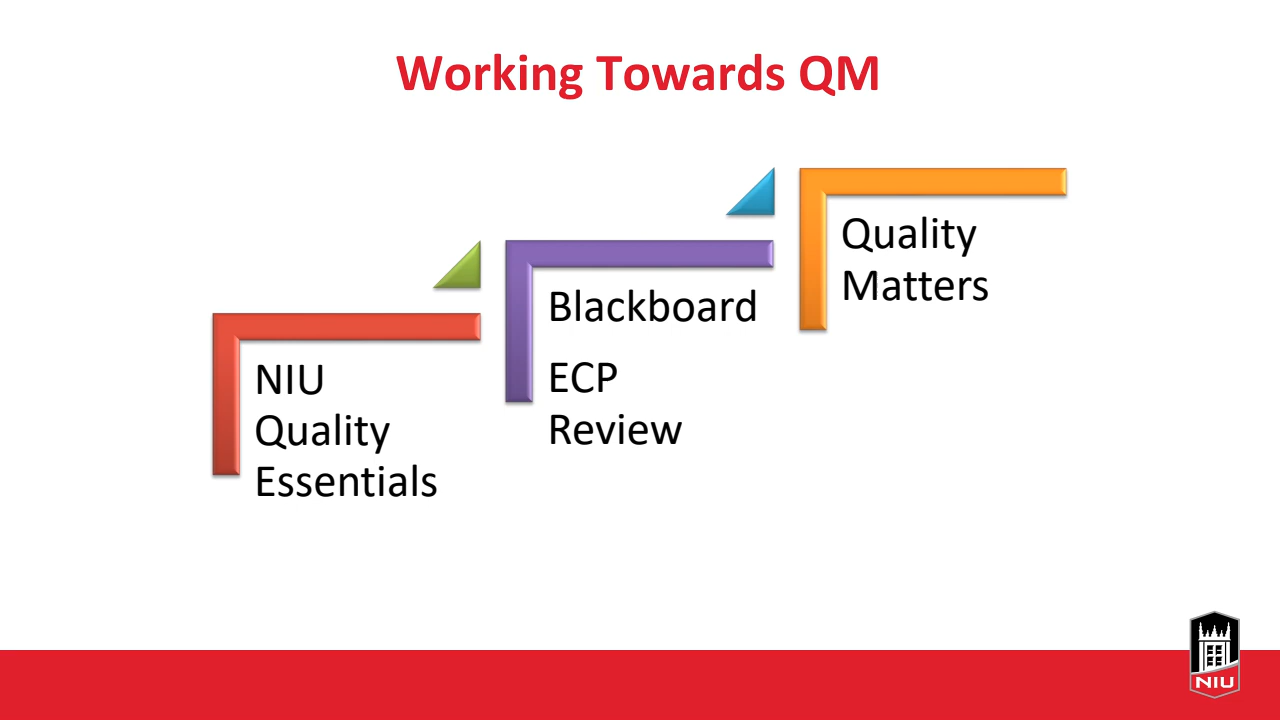 Working Towards QM
NIU
Quality
Essentials
Blackboard
ECP
Review
Quality
Matters
NIU